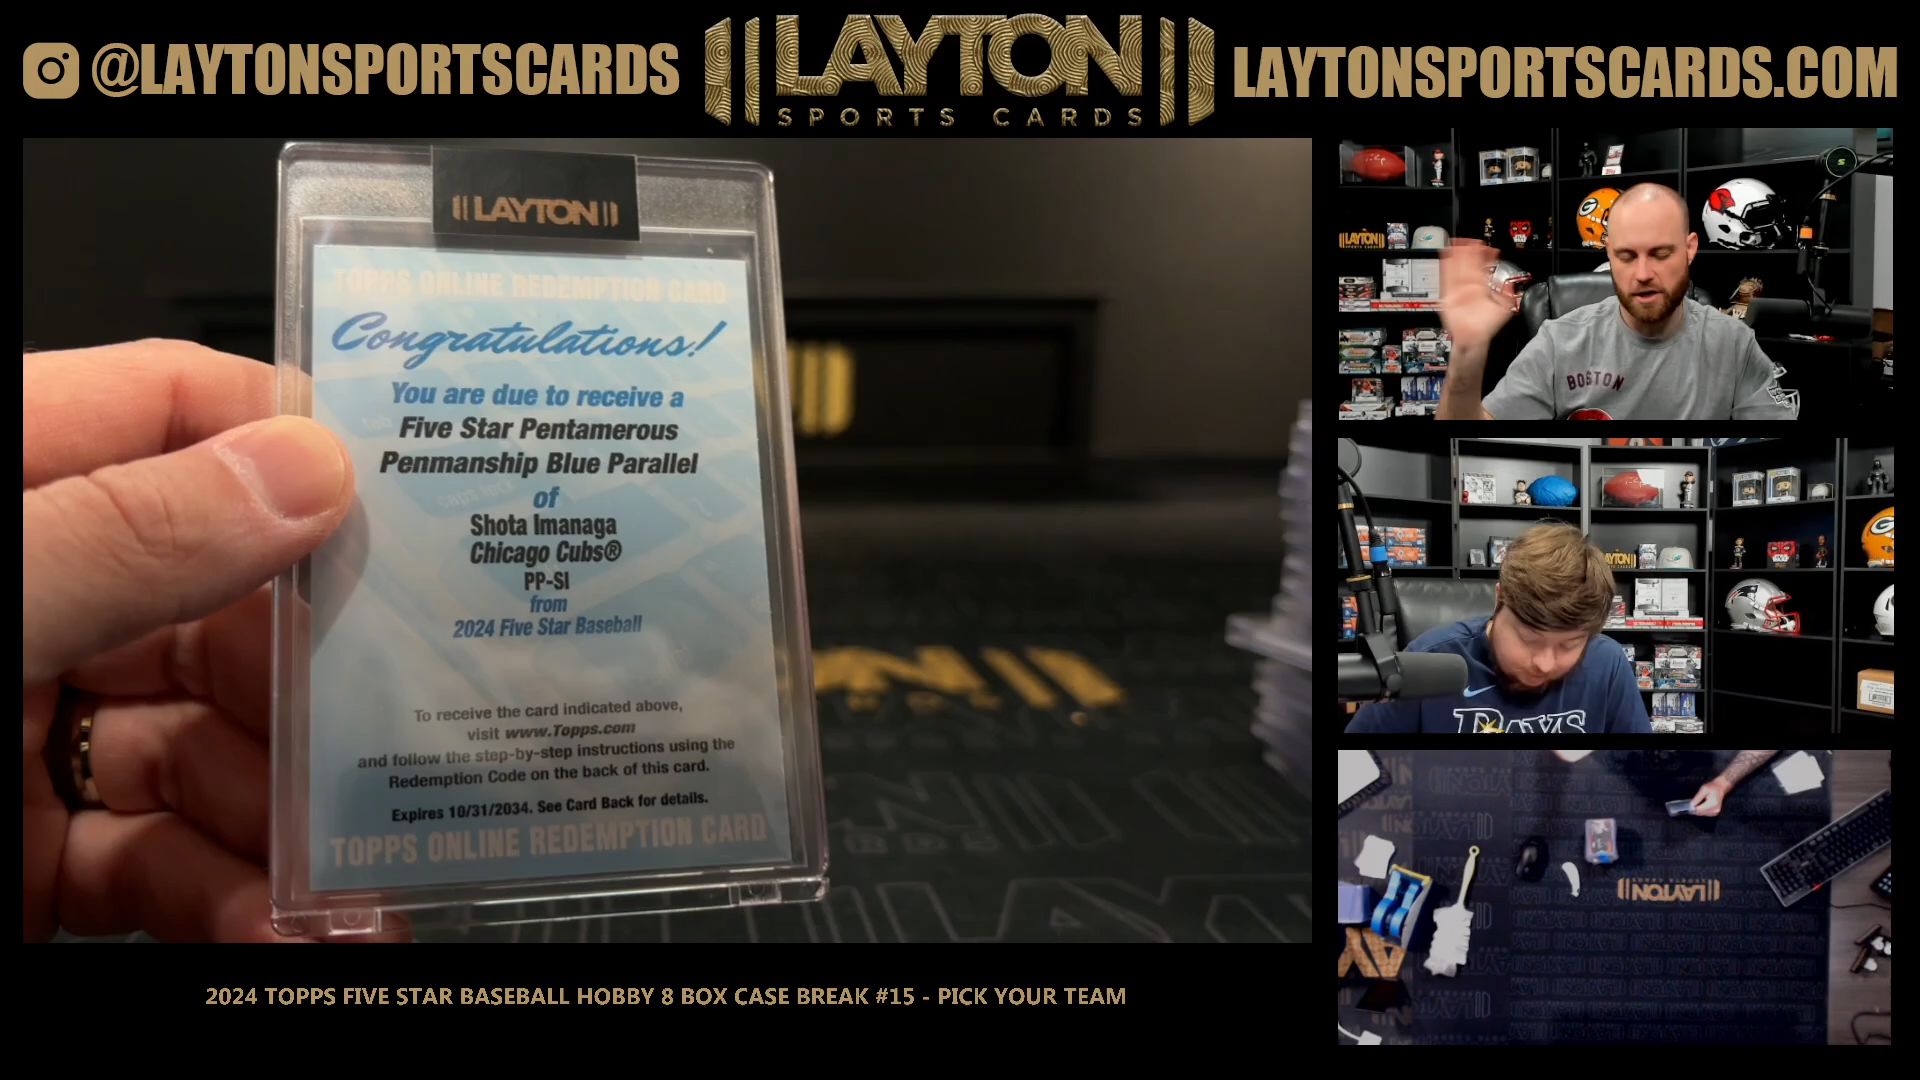 @LAYTONSPORTSCARDS
LAYTON
SPORTS CARDS
LAYTONSPORTSCARDS.COM
LAYTON
TOPPS ONLINE REDEMPTION CARD
Congratulations!
You are due to receive a
Five Star Pentamerous
Penmanship Blue Parallel
of
Shota Imanaga
Chicago Cubs®
PP-SI
from
2024 Five Star Baseball
To receive the card indicated above,
visit www.Topps.com
and follow the step-by-step instructions using the
Redemption Code on the back of this card.
Expires 10/31/2034. See Card Back for details.
TOPPS ONLINE REDEMPTION CARD
BOSTON
RAYS
LAYTON
2024 TOPPS FIVE STAR BASEBALL HOBBY 8 BOX CASE BREAK #15 - PICK YOUR TEAM